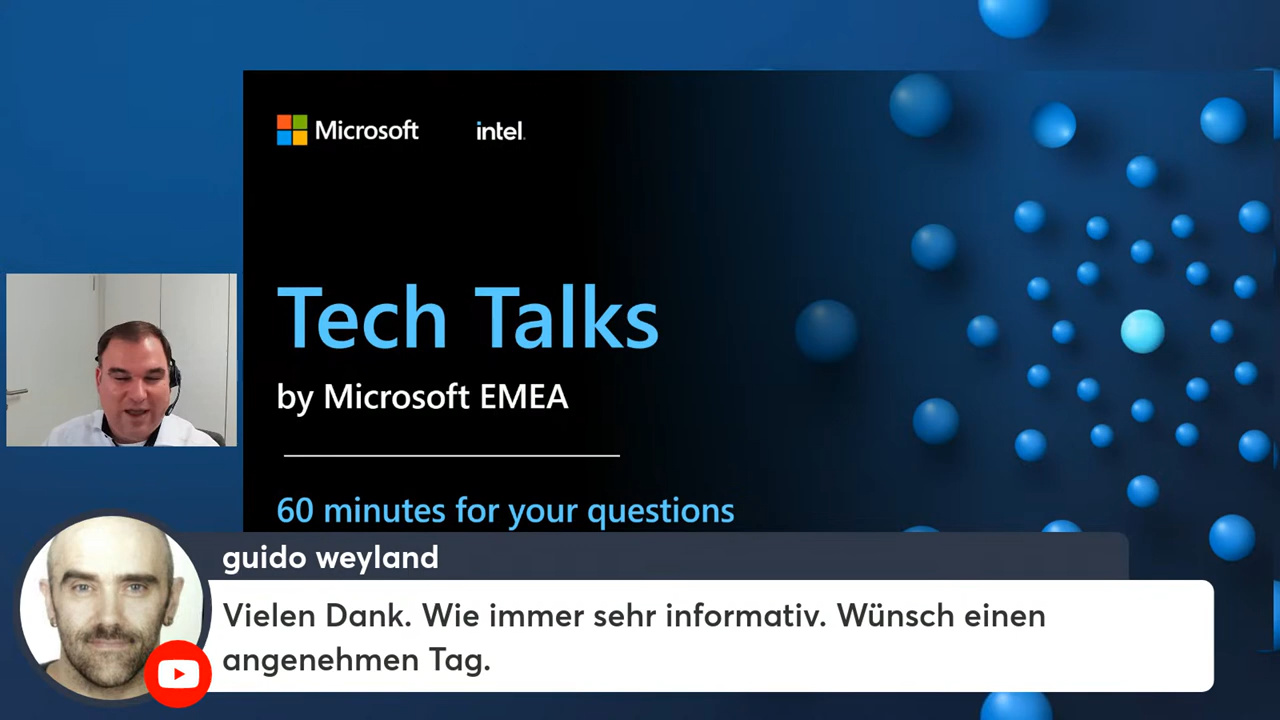 Microsoft
intel.
Tech Talks
by Microsoft EMEA
60 minutes for your questions
guido weyland
Vielen Dank. Wie immer sehr informativ. Wünsch einen
angenehmen Tag.